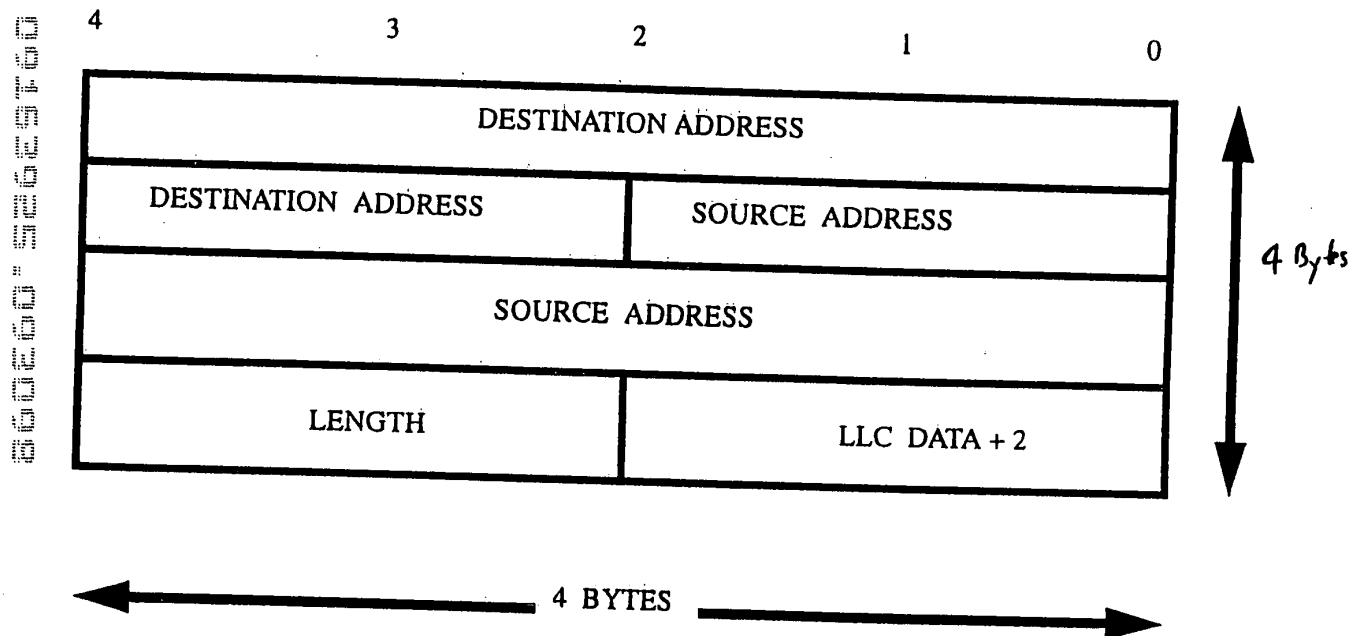 4 3 2 1 0
DESTINATION ADDRESS
DESTINATION ADDRESS SOURCE ADDRESS
4 Bytes
SOURCE ADDRESS
LENGTH LLC DATA + 2
4 BYTES